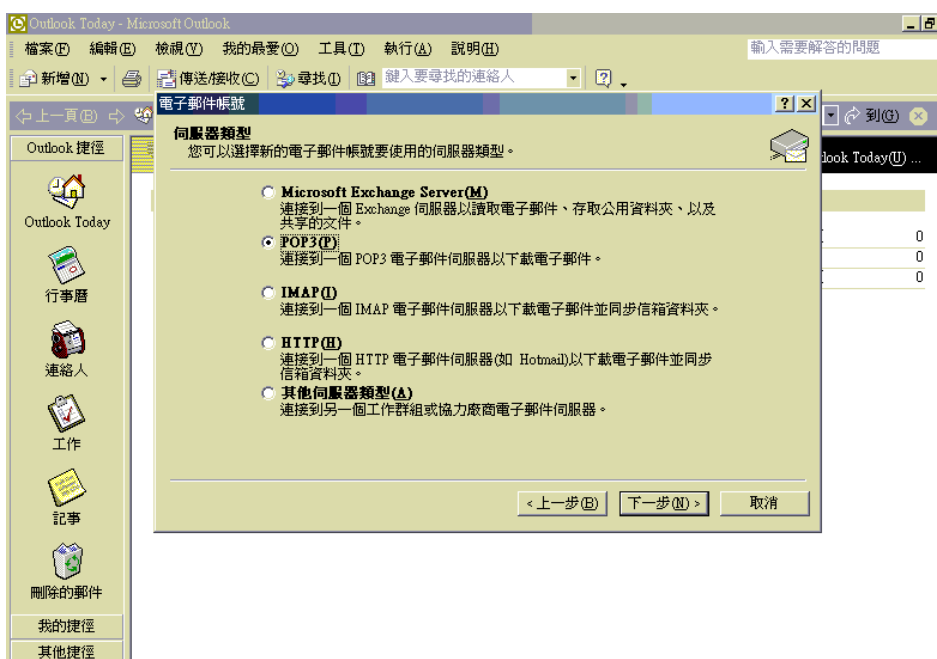 Outlook Today - Microsoft Outlook
檔案(F) 編輯(E) 檢視(V) 我的最愛(O) 工具(T) 執行(A) 說明(H) 輸入需要解答的問題
新增(N) 傳送/接收(C) 尋找(I) 鍵入要尋找的連絡人
上一頁(B) 到(G)
電子郵件帳號
伺服器類型
您可以選擇新的電子郵件帳號要使用的伺服器類型。
Outlook 捷徑
look Today(U) ...
Outlook Today
行事曆
連絡人
工作
記事
刪除的郵件
我的捷徑
其他捷徑
Microsoft Exchange Server(M)
連接到一個 Exchange 伺服器以讀取電子郵件、存取公用資料夾、以及
共享的文件。
POP3(P)
連接到一個 POP3 電子郵件伺服器以下載電子郵件。
IMAP(I)
連接到一個 IMAP 電子郵件伺服器以下載電子郵件並同步信箱資料夾。
HTTP(H)
連接到一個 HTTP 電子郵件伺服器(如 Hotmail)以下載電子郵件並同步
信箱資料夾。
其他伺服器類型(A)
連接到另一個工作群組或協力廠商電子郵件伺服器。
0
0
0
<上一步(B) 下一步(N)> 取消